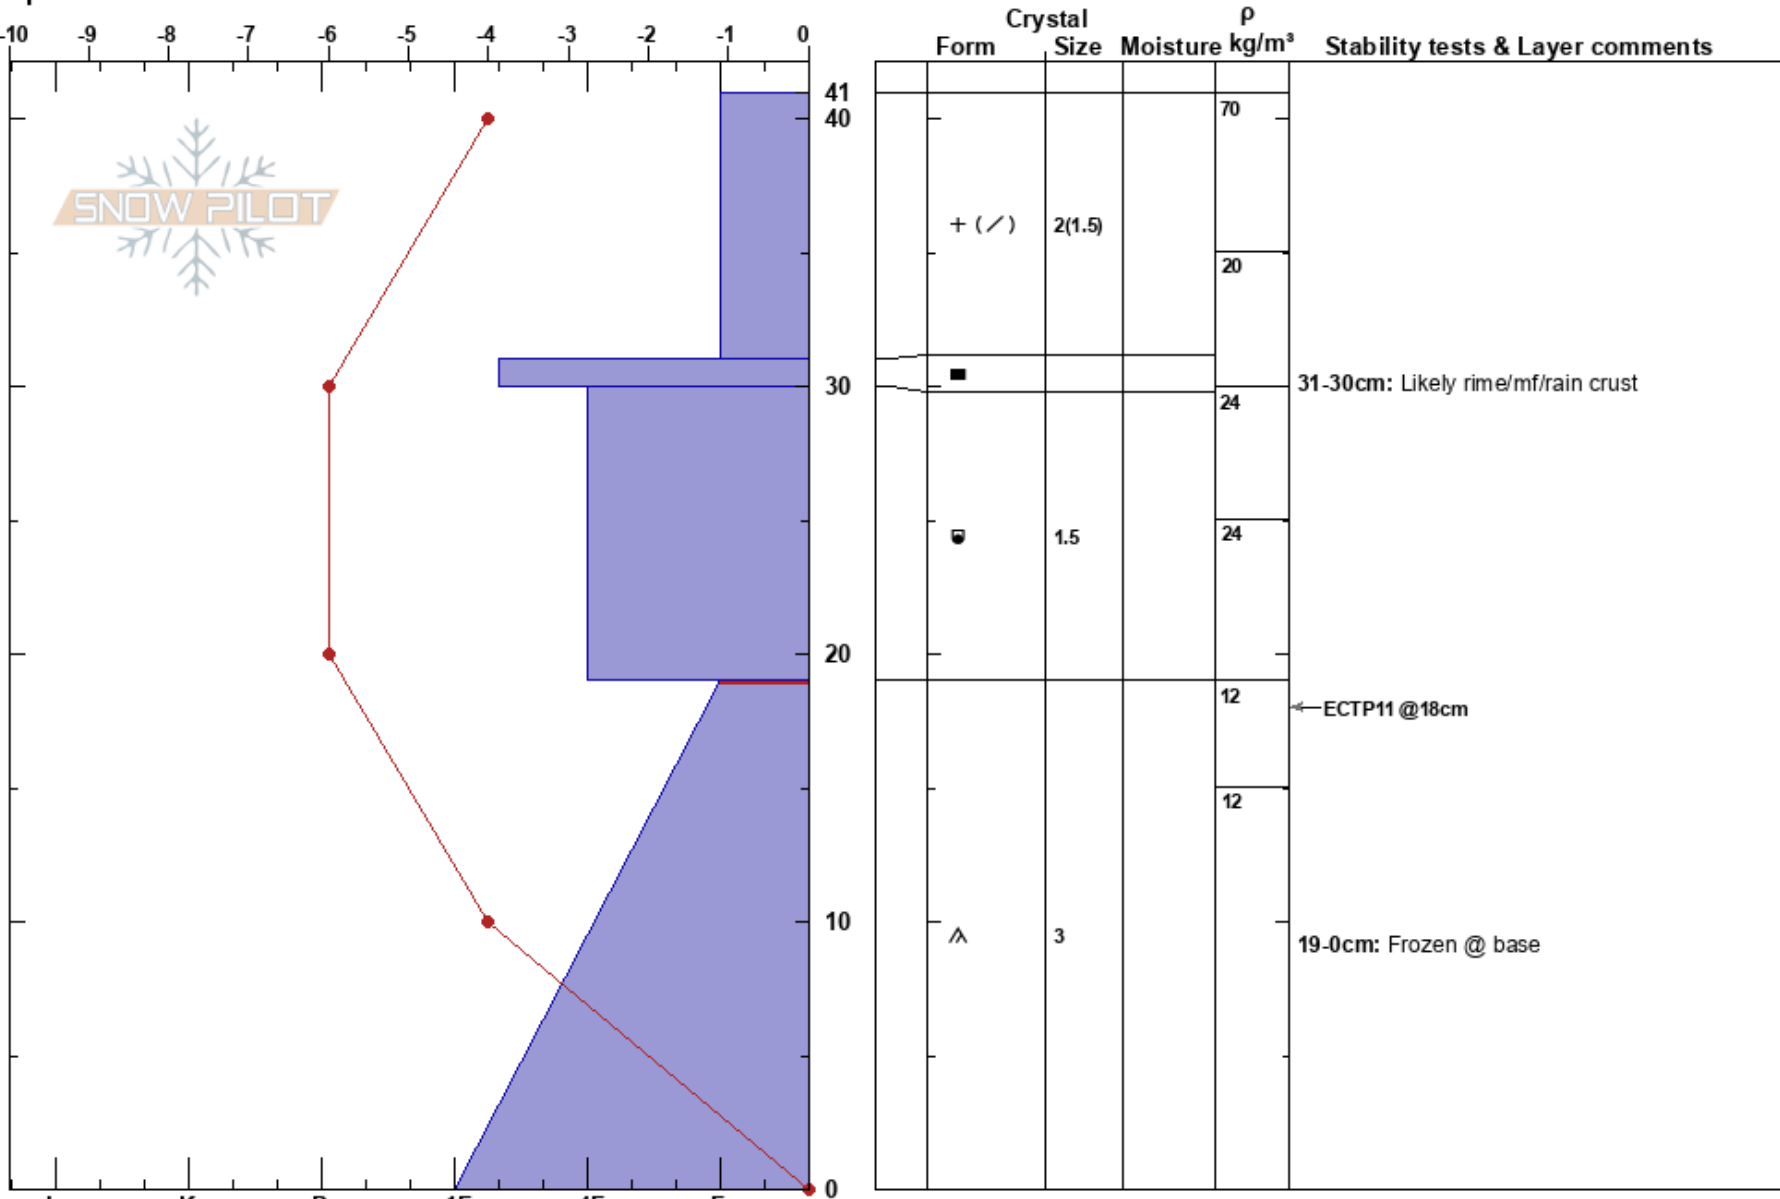 -10 -9 -8 -7 -6 -5 -4 -3 -2 -1 0
Crystal ρ
Form Size Moisture kg/m³ Stability tests & Layer comments
41
70
40
SNOW PILOT
+ (∕) 2(1.5)
20
30
31-30cm: Likely rime/mf/rain crust
24
24
1.5
20
12
ECTP11 @18cm
12
10
3
19-0cm: Frozen @ base
0